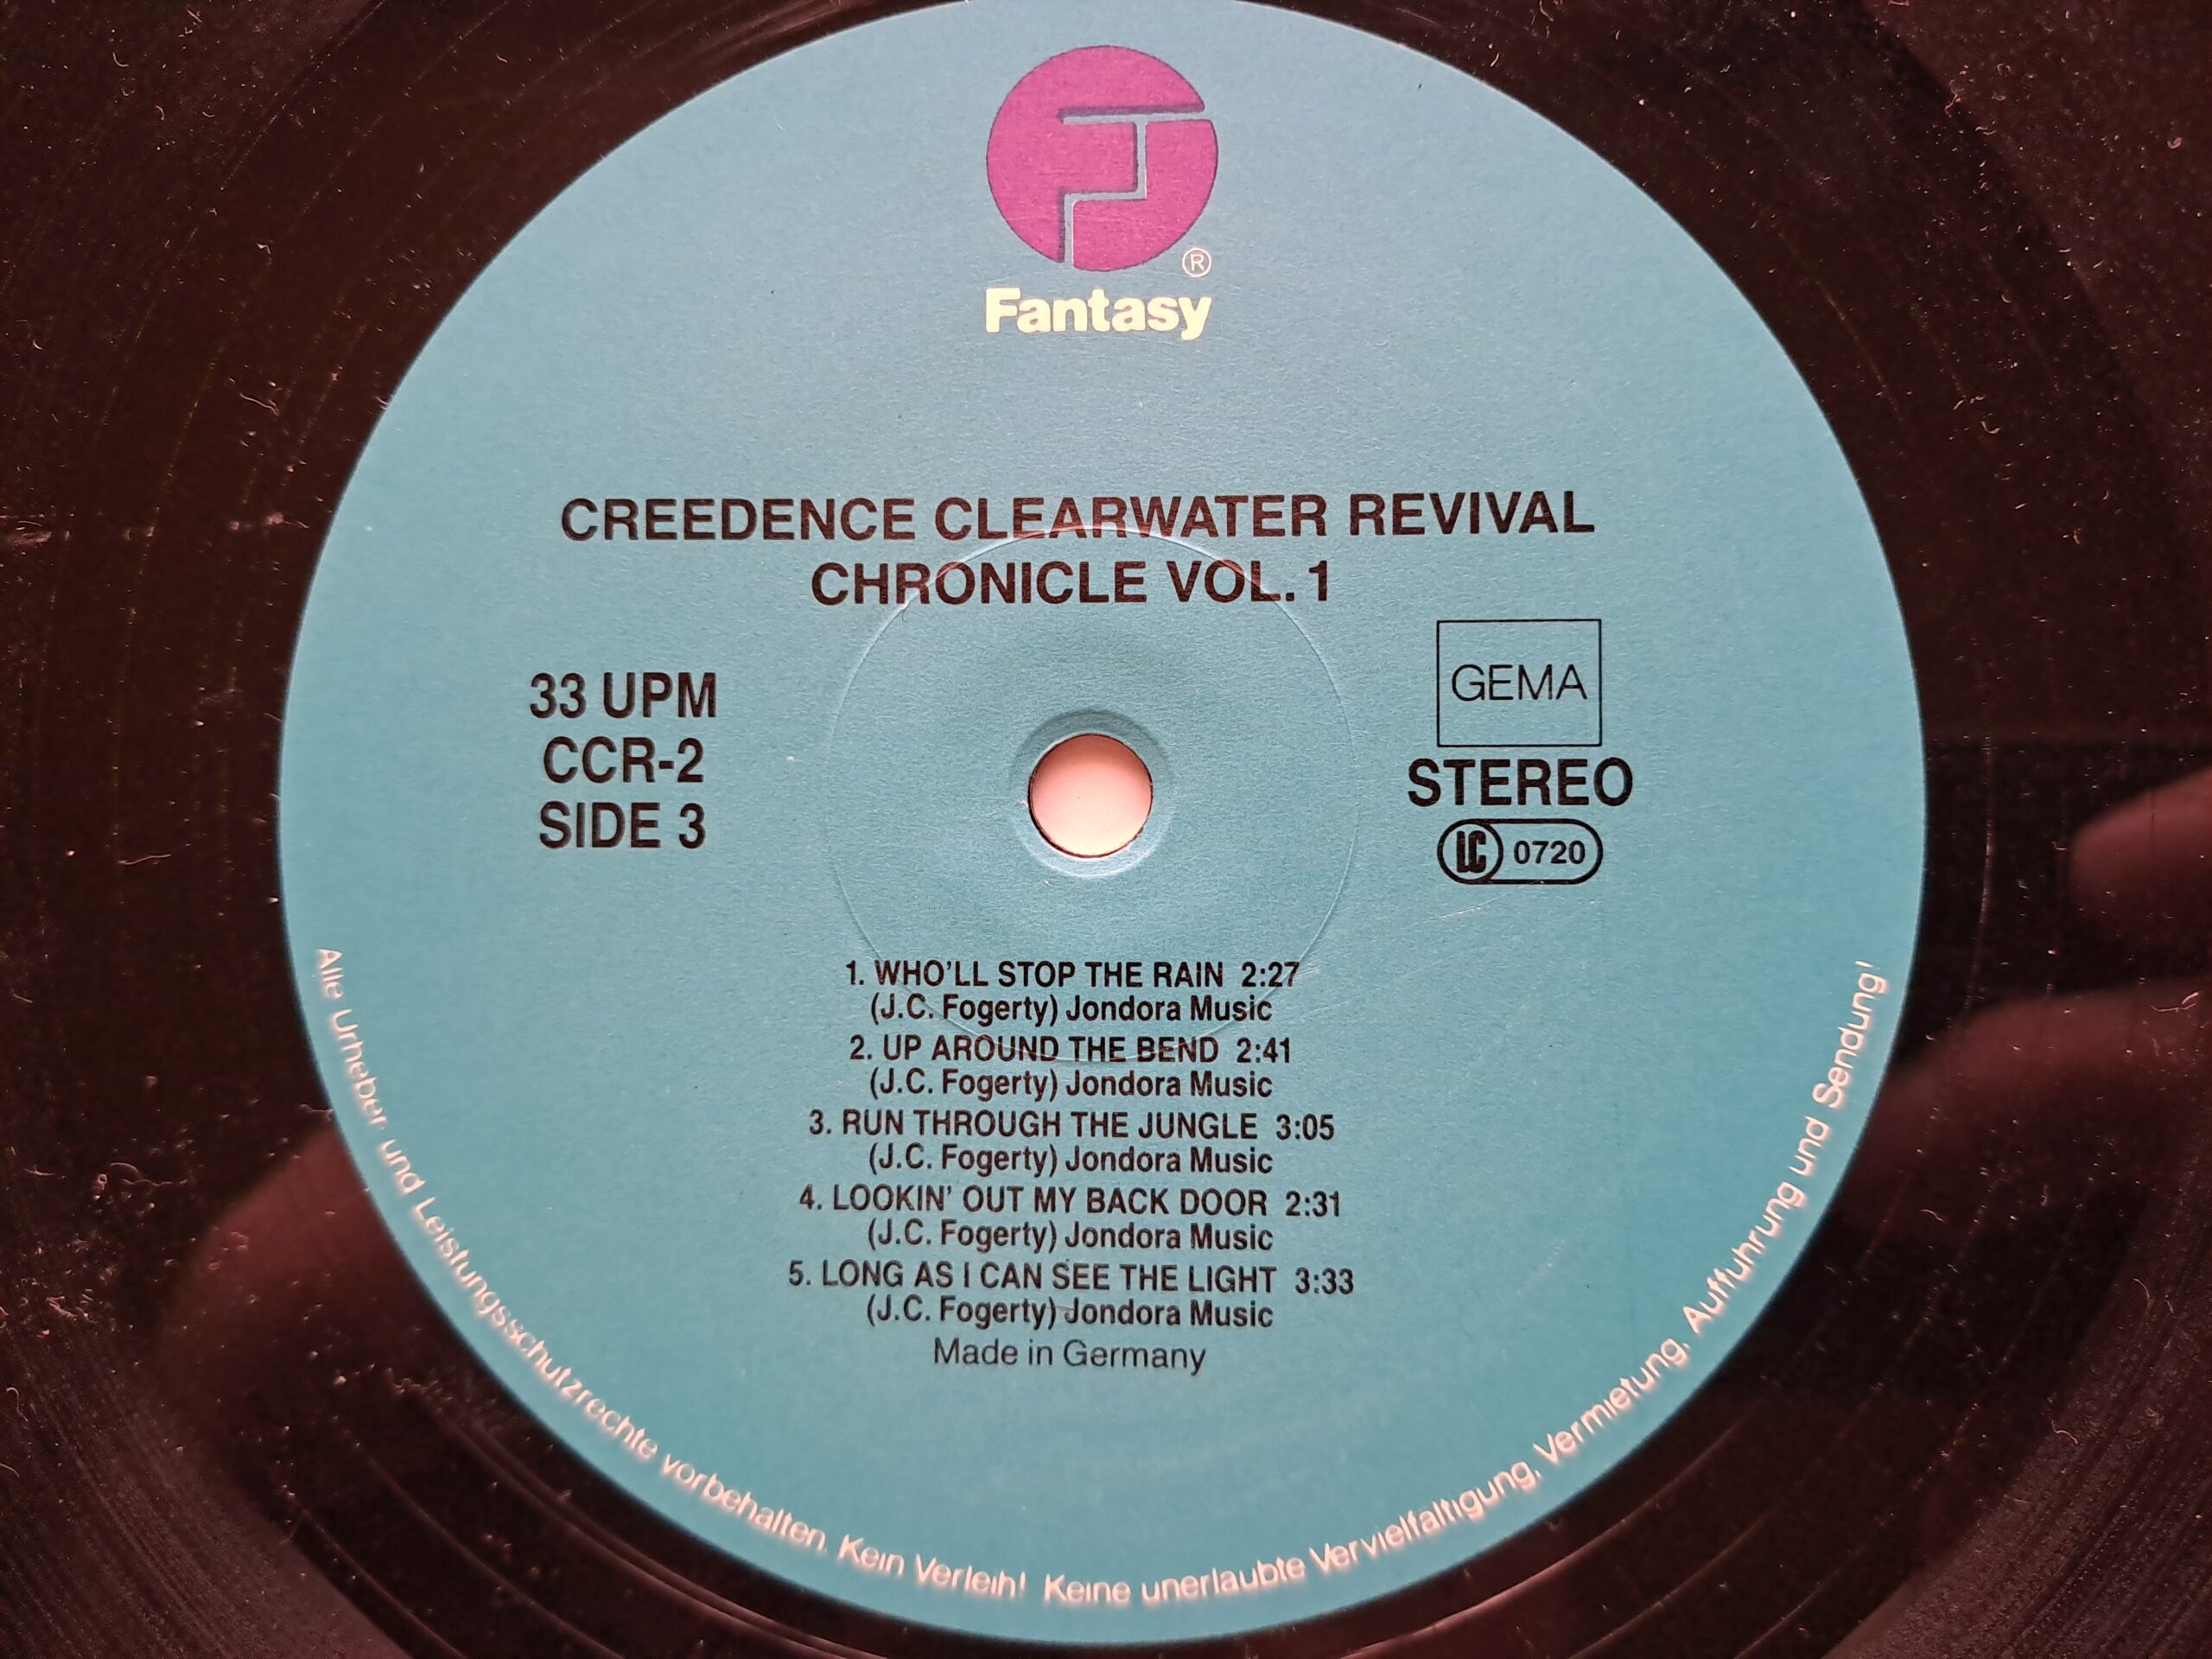 ®
Fantasy
CREEDENCE CLEARWATER REVIVAL
CHRONICLE VOL. 1
33 UPM
CCR-2
SIDE 3
GEMA
STEREO
LC 0720
1. WHO'LL STOP THE RAIN 2:27
(J.C. Fogerty) Jondora Music
2. UP AROUND THE BEND 2:41
(J.C. Fogerty) Jondora Music
3. RUN THROUGH THE JUNGLE 3:05
(J.C. Fogerty) Jondora Music
4. LOOKIN' OUT MY BACK DOOR 2:31
(J.C. Fogerty) Jondora Music
5. LONG AS I CAN SEE THE LIGHT 3:33
(J.C. Fogerty) Jondora Music
Made in Germany
Alle Urheber und Leistungsschutzrechte vorbehalten. Kein Verleih! Keine unerlaubte Vervielfältigung, Vermietung, Aufführung und Sendung!